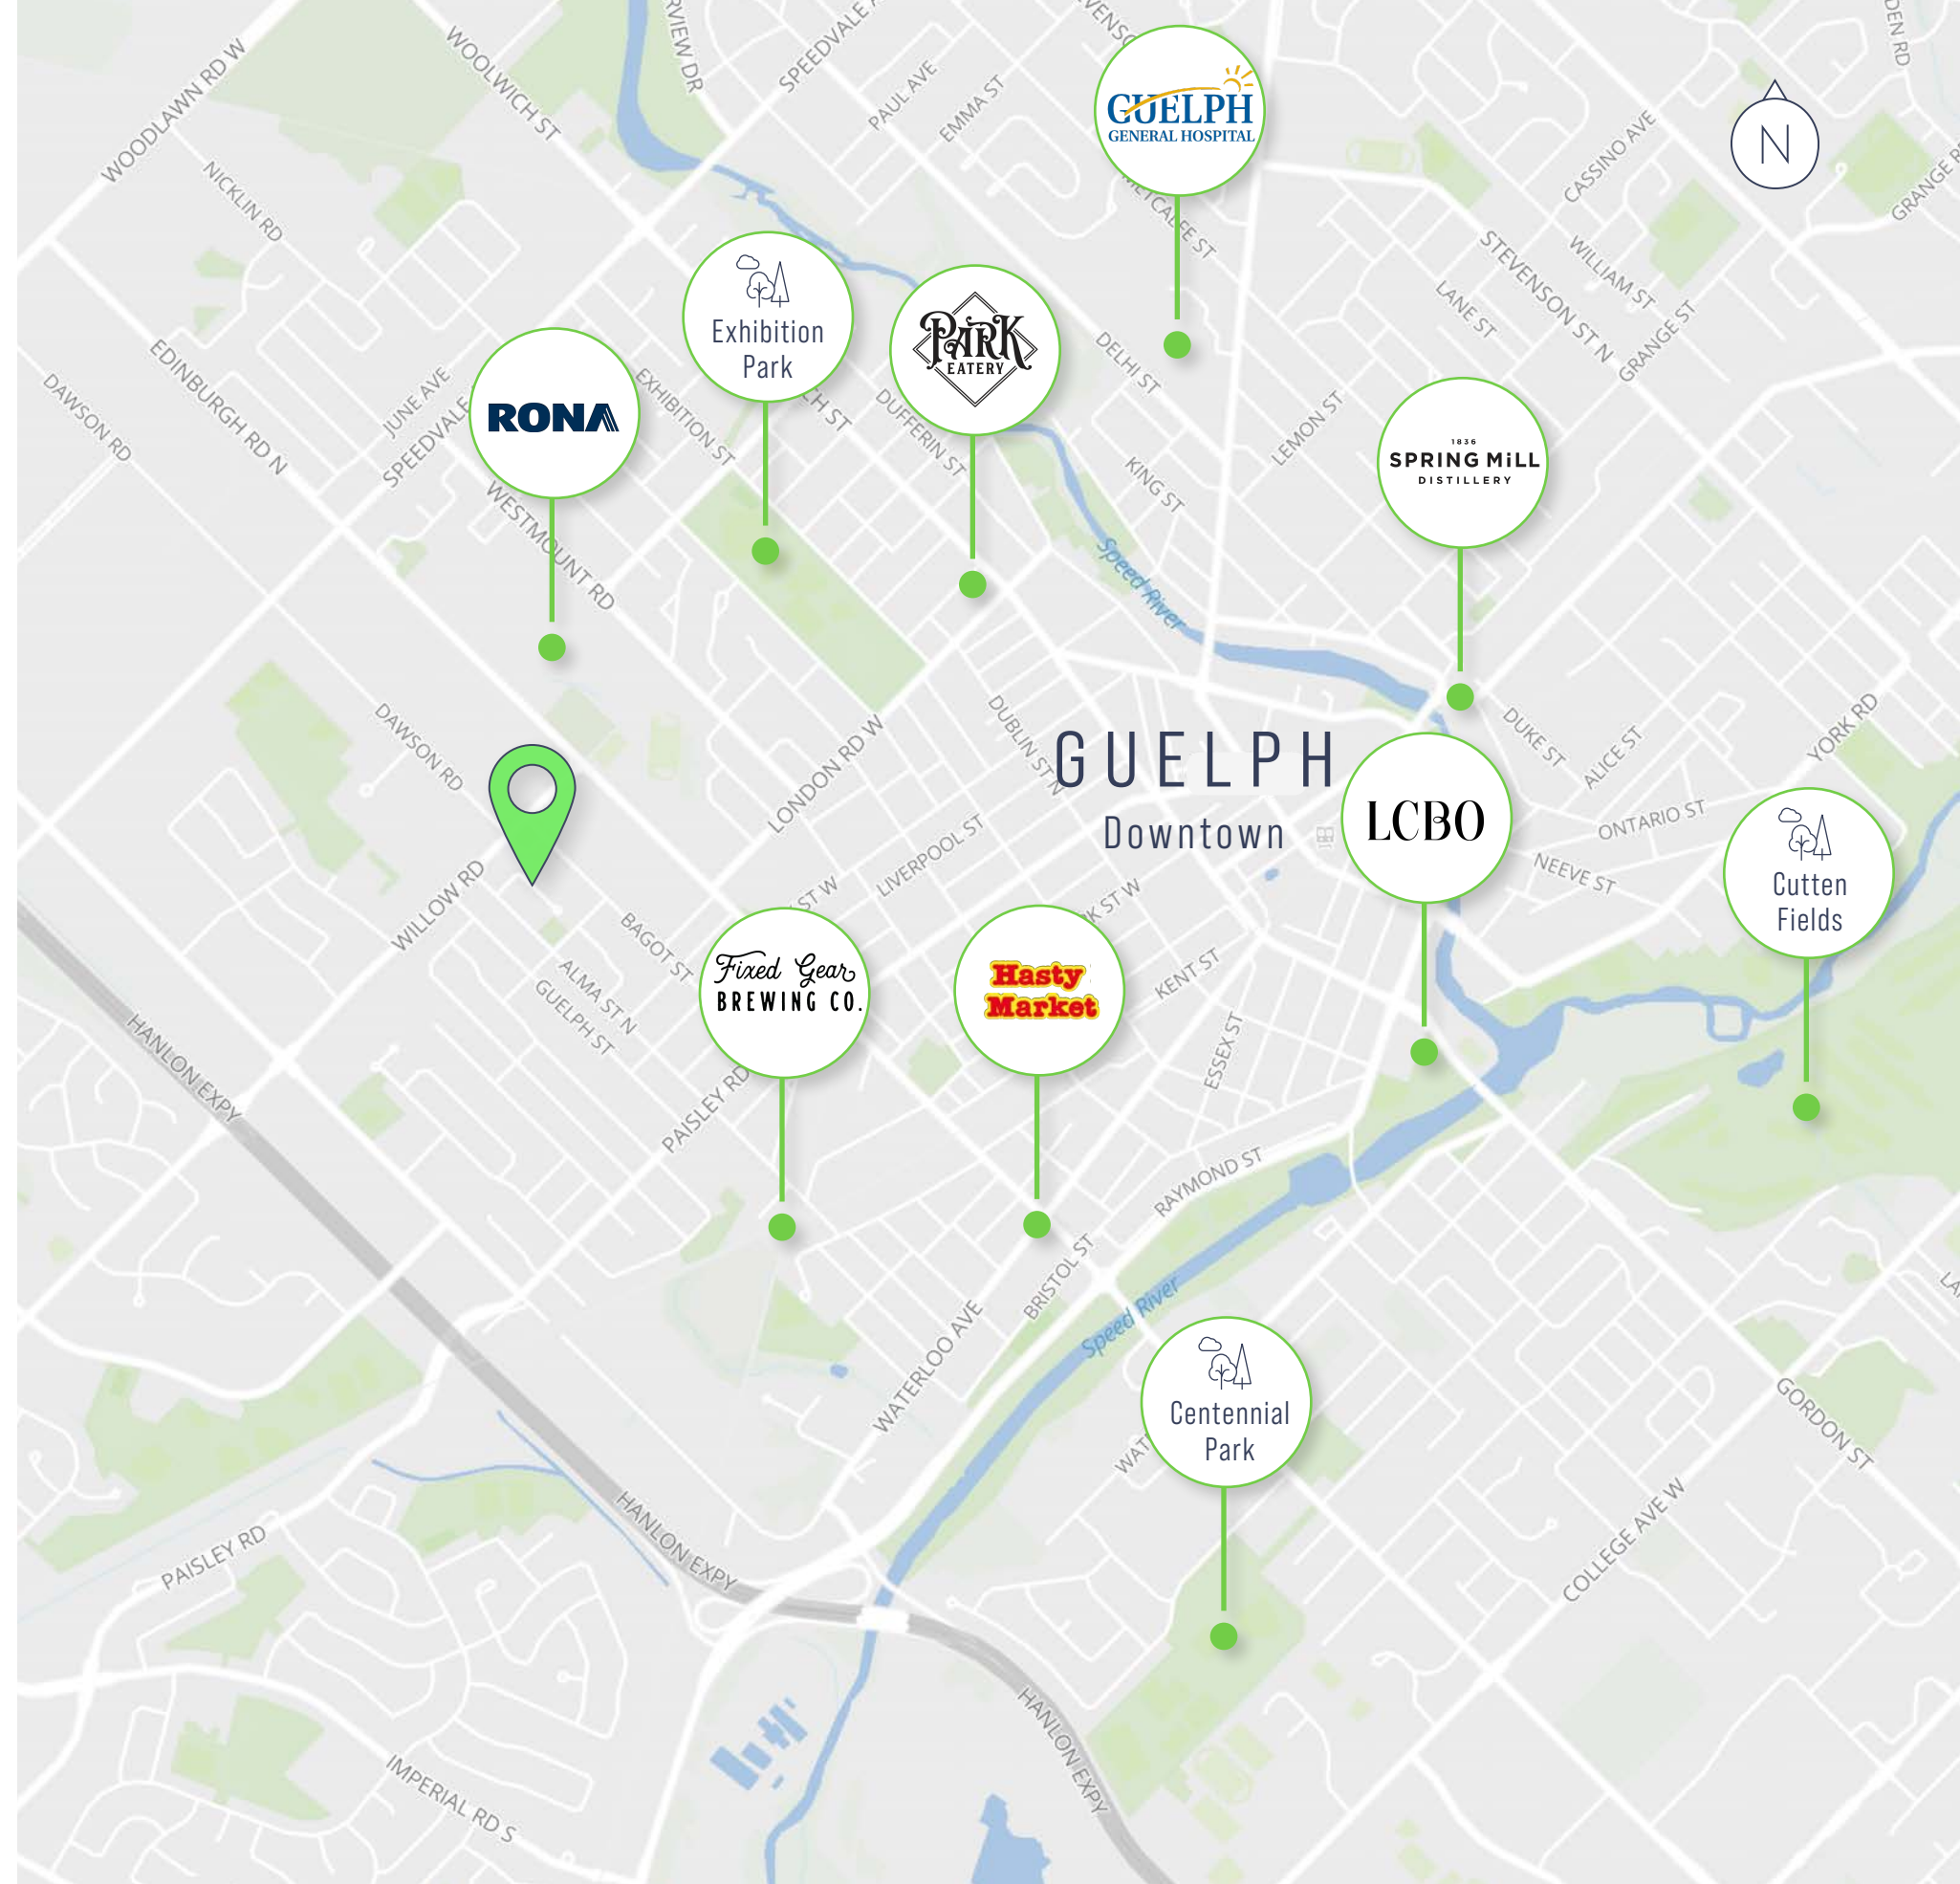 WOODLAWN RD W
WOOLWICH ST
SPEEDVALE
PAUL AVE
EMMA ST
GUELPH
GENERAL HOSPITAL
METCALFE ST
N
CASSINO AVE
WILLIAM ST
STEVENSON ST N
GRANGE ST
LANE ST
NICKLIN RD
EDINBURGH RD N
DAWSON RD
JUNE AVE
SPEEDVALE
RONA
WESTMOUNT RD
EXHIBITION ST
Exhibition
Park
CH ST
PARK
EATERY
DUFFERIN ST
DELHI ST
KING ST
LEMON ST
Speed River
1836
SPRING MiLL
DISTILLERY
DAWSON RD
WILLOW RD
LONDON RD W
DUBLIN ST N
LIVERPOOL ST
GUELPH
Downtown
LCBO
DUKE ST
ALICE ST
YORK RD
ONTARIO ST
NEEVE ST
Cutten
Fields
BAGOT ST
ALMA ST N
GUELPH ST
PAISLEY RD
ST W
Fixed Gear
BREWING CO.
Hasty
Market
K ST W
KENT ST
ESSEX ST
RAYMOND ST
BRISTOL ST
WATERLOO AVE
Speed River
HANLON EXPY
Centennial
Park
WAT
GORDON ST
COLLEGE AVE W
PAISLEY RD
HANLON EXPY
HANLON EXPY
IMPERIAL RD S